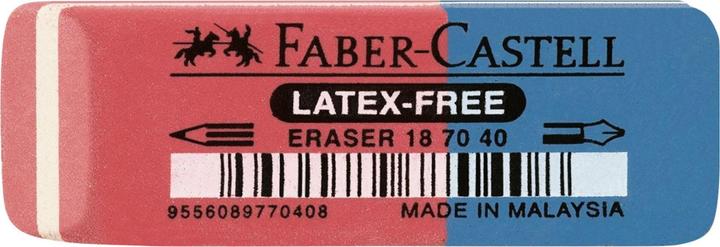 FABER-CASTELL
LATEX-FREE
ERASER 18 70 40
9556089770408 MADE IN MALAYSIA